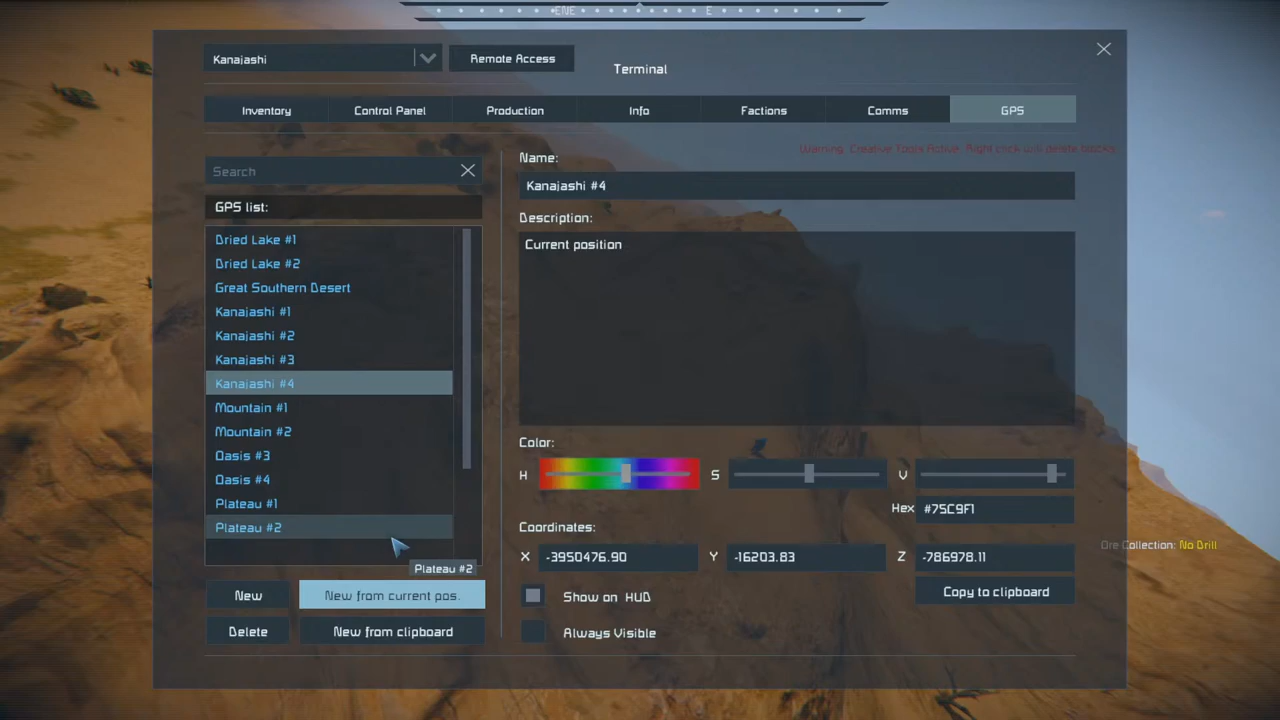 ENE E
Kanajashi
Remote Access
Terminal
Inventory Control Panel Production Info Factions Comms GPS
Warning. Creative Tools Active. Right click will delete blocks.
Search
GPS list:
Dried Lake #1
Dried Lake #2
Great Southern Desert
Kanajashi #1
Kanajashi #2
Kanajashi #3
Kanajashi #4
Mountain #1
Mountain #2
Oasis #3
Oasis #4
Plateau #1
Plateau #2
Plateau #2
New
New from current pos.
Delete
New from clipboard
Name:
Kanajashi #4
Description:
Current position
Color:
H S V
Hex #75C9F1
Coordinates:
X -3950476.90 Y -16203.83 Z -786978.11
Show on HUD
Copy to clipboard
Always Visible
Ore Collection: No Drill